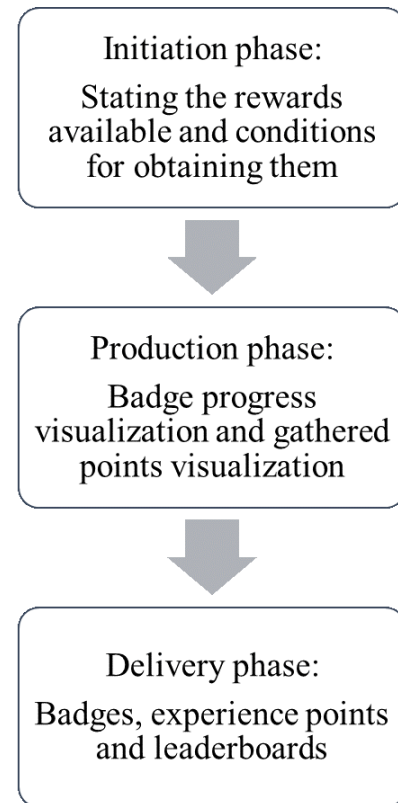 Initiation phase:
Stating the rewards
available and conditions
for obtaining them
Production phase:
Badge progress
visualization and gathered
points visualization
Delivery phase:
Badges, experience points
and leaderboards